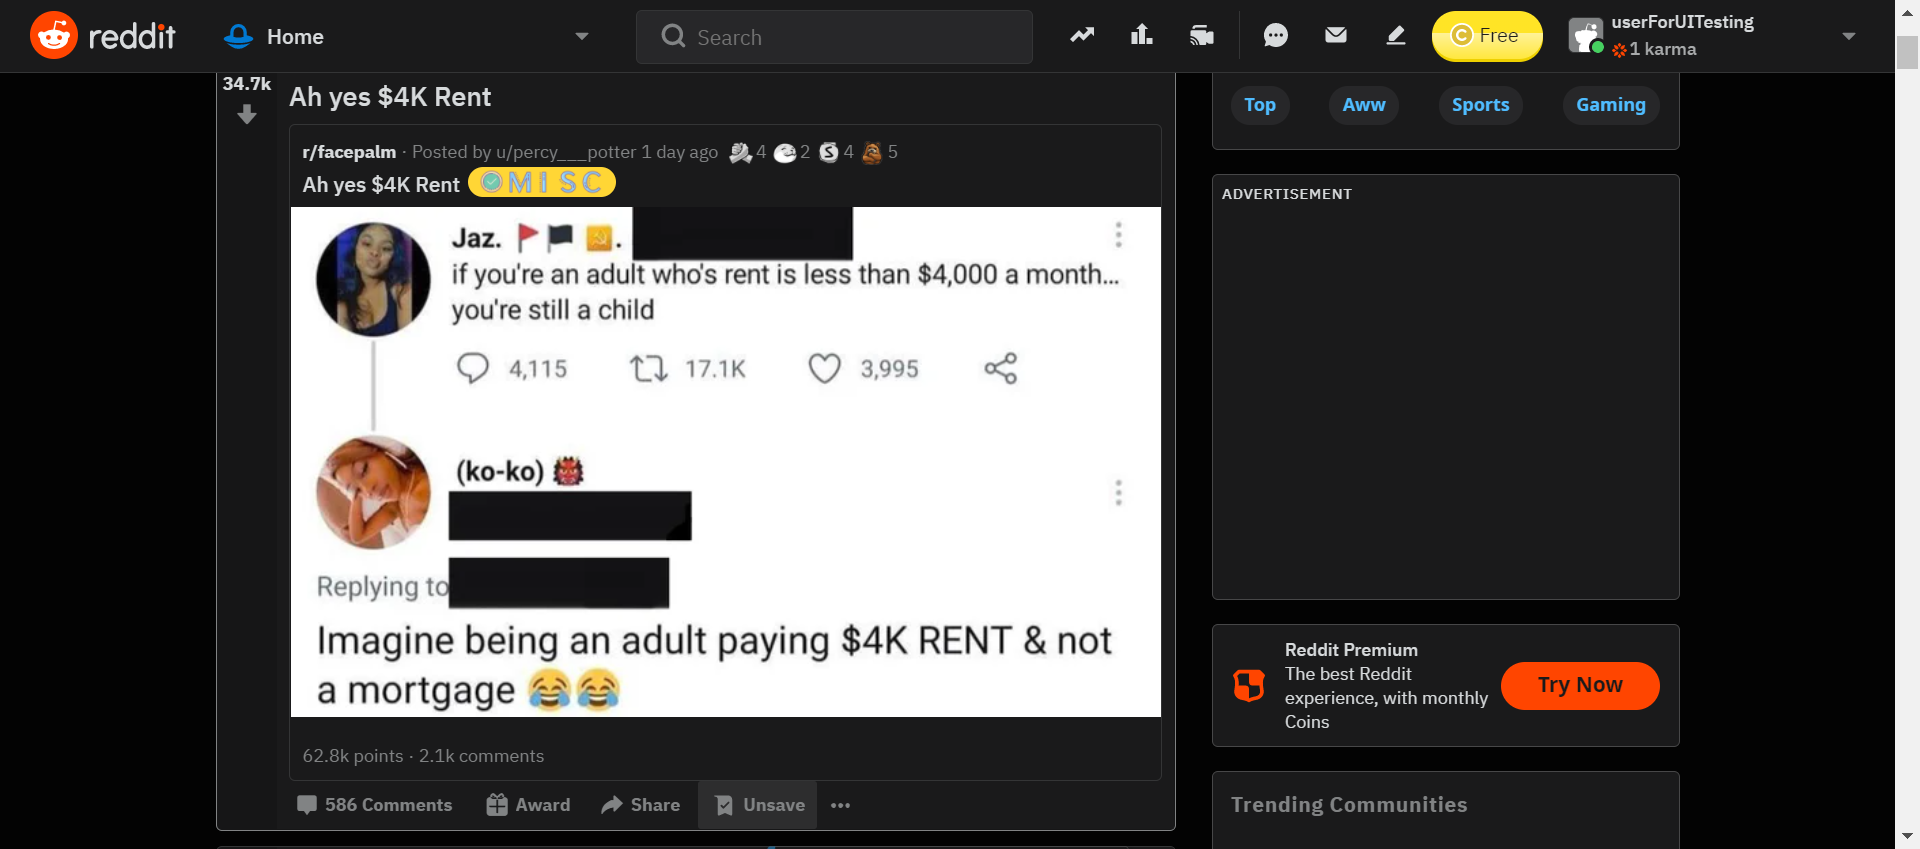 reddit
Home
Search
Free
userForUITesting
1 karma
34.7k
Ah yes $4K Rent
r/facepalm · Posted by u/percy___potter 1 day ago 4 2 4 5
Ah yes $4K Rent MISC
Jaz.
if you're an adult who's rent is less than $4,000 a month...
you're still a child
4,115 17.1K 3,995
(ko-ko)
Replying to
Imagine being an adult paying $4K RENT & not
a mortgage
62.8k points · 2.1k comments
586 Comments Award Share Unsave
Top Aww Sports Gaming
ADVERTISEMENT
Reddit Premium
The best Reddit
experience, with monthly
Coins
Try Now
Trending Communities